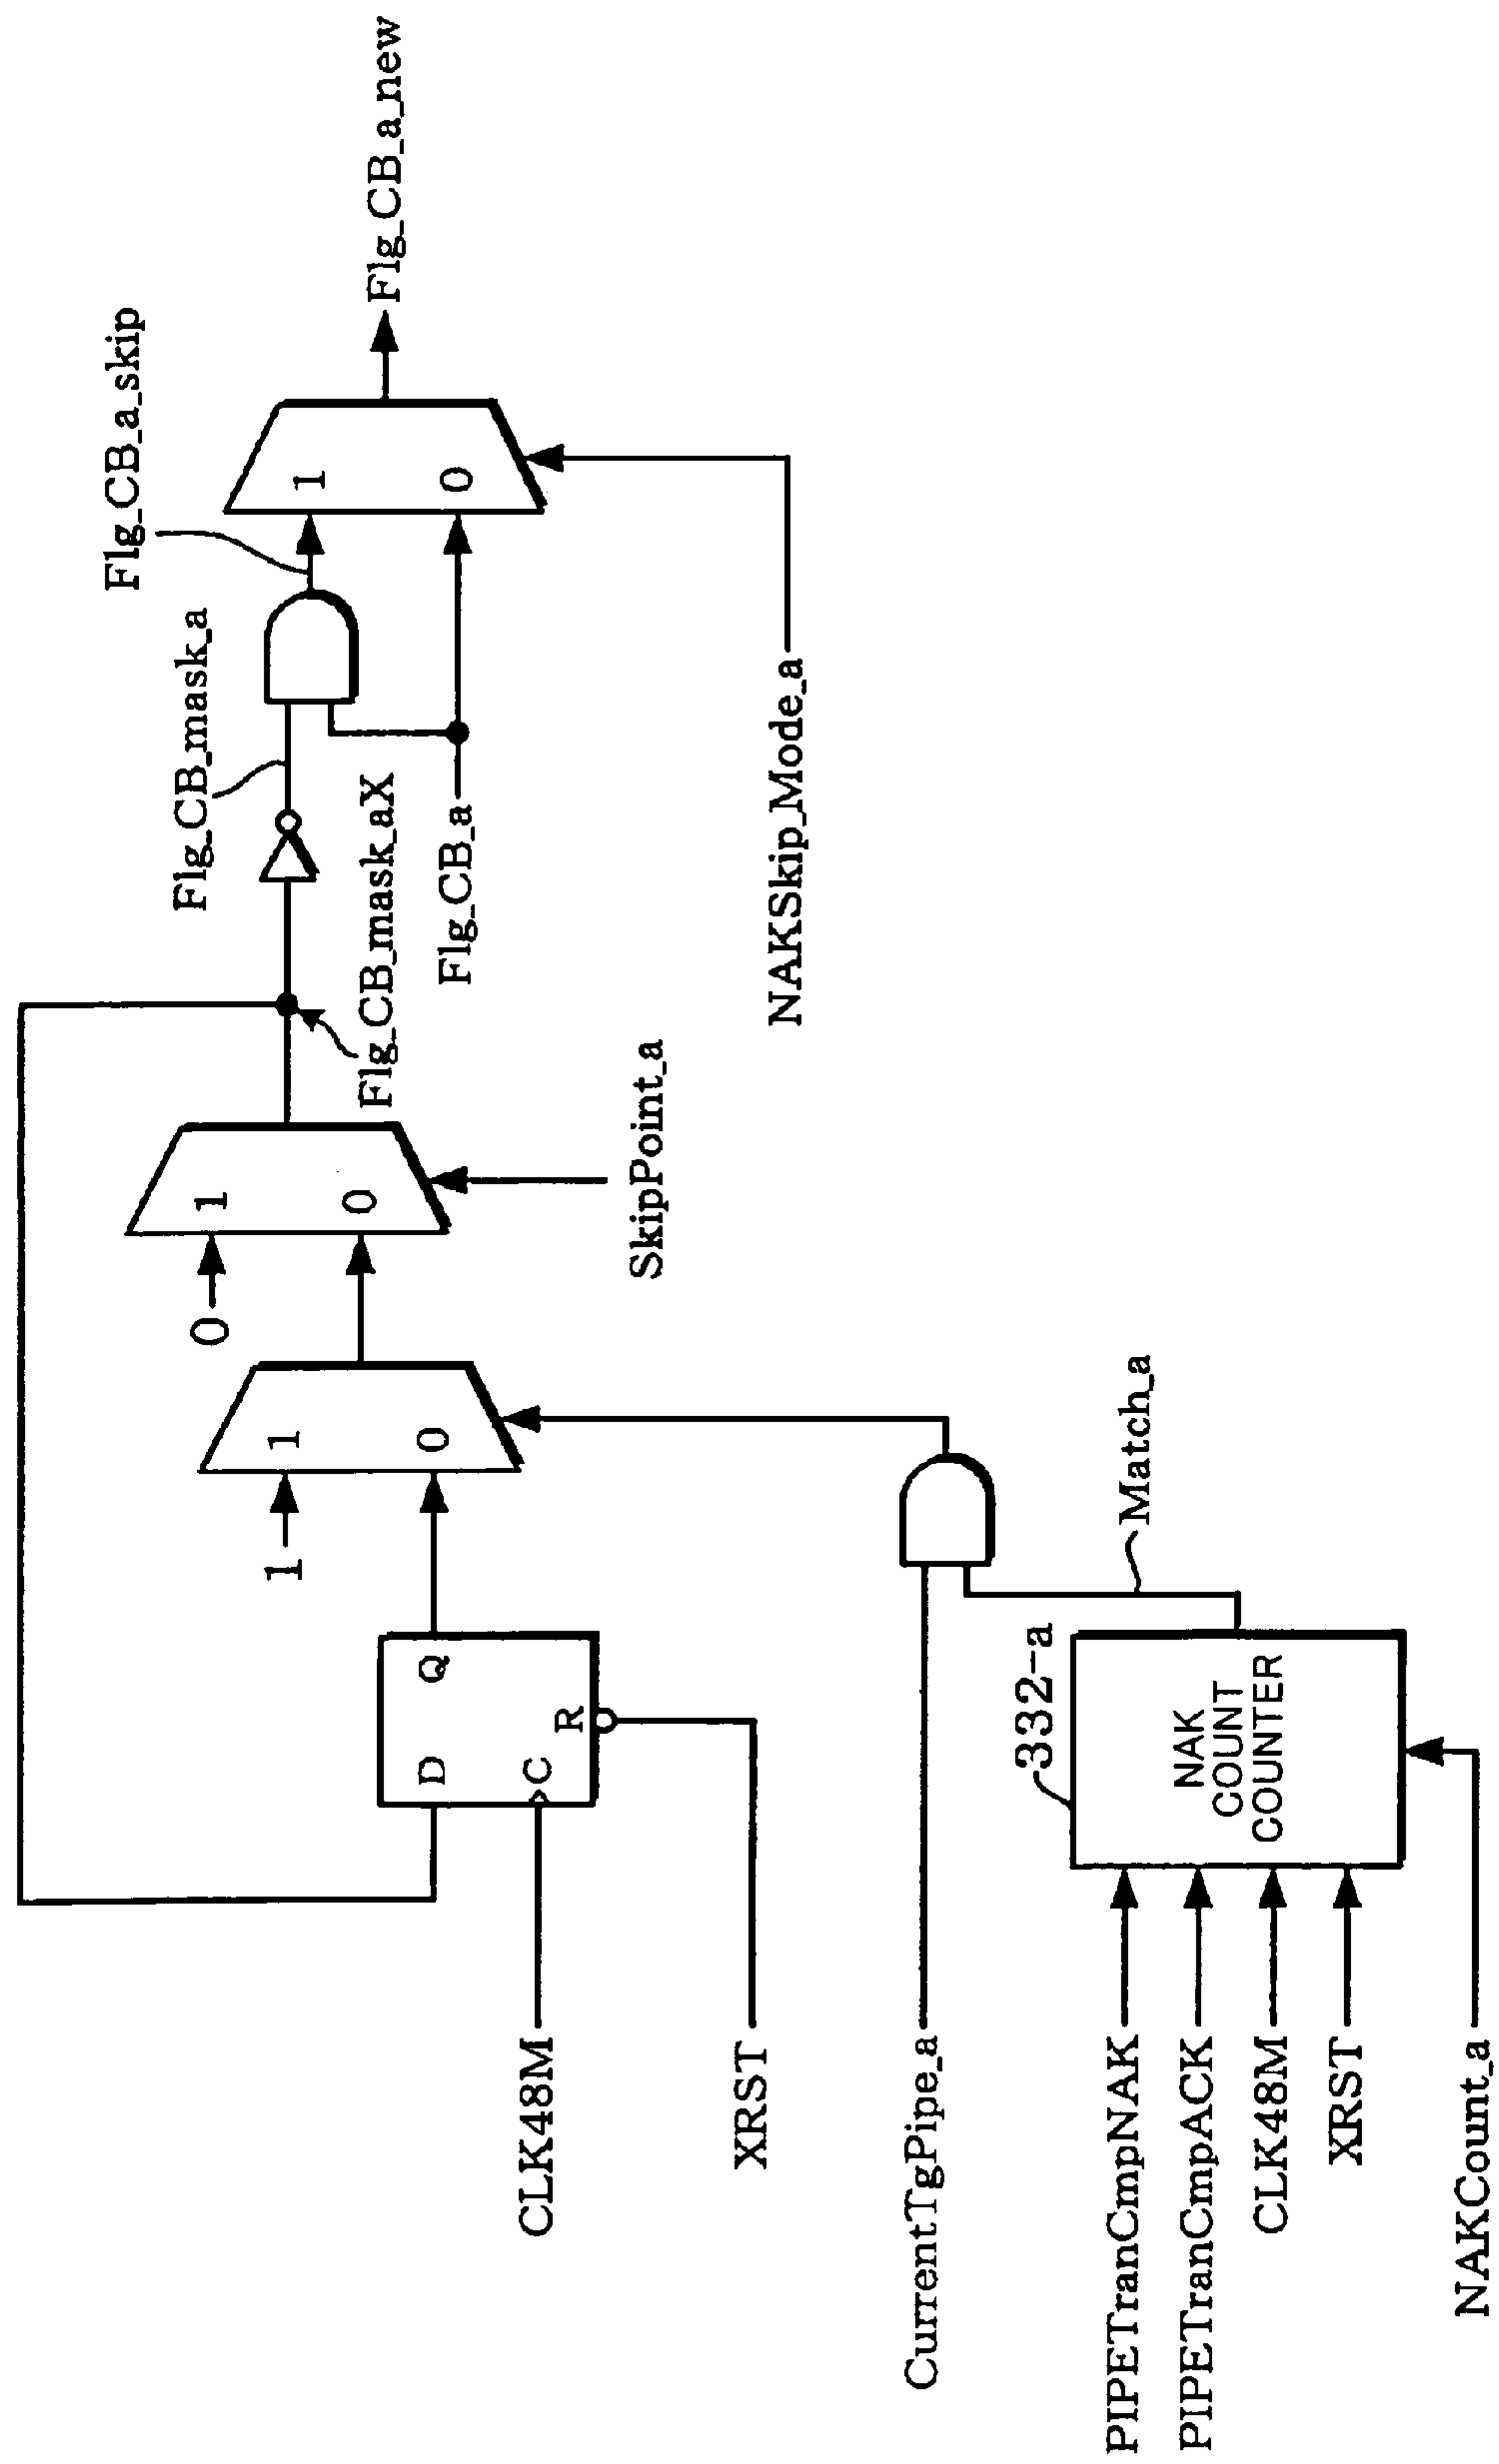 Flg_CB_a_new
Flg_CB_a_skip
1
0
Flg_CB_mask_a
Flg_CB_mask_aX
Flg_CB_a
NAKSkip_Mode_a
0
1
0
SkipPoint_a
1
1
0
D
Q
C
R
CLK48M
XRST
CurrentTgPipe_a
Match_a
332-a
NAK
COUNT
COUNTER
PIPETranCmpNAK
PIPETranCmpACK
CLK48M
XRST
NAKCount_a